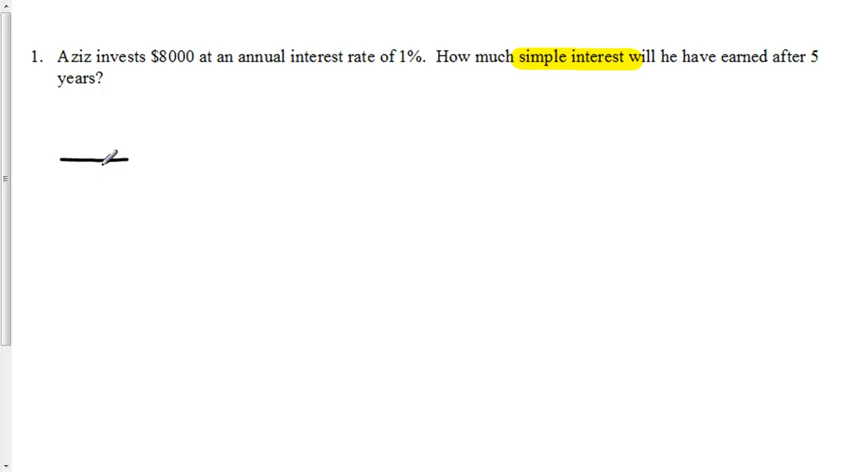 1. Aziz invests $8000 at an annual interest rate of 1%. How much simple interest will he have earned after 5
years?